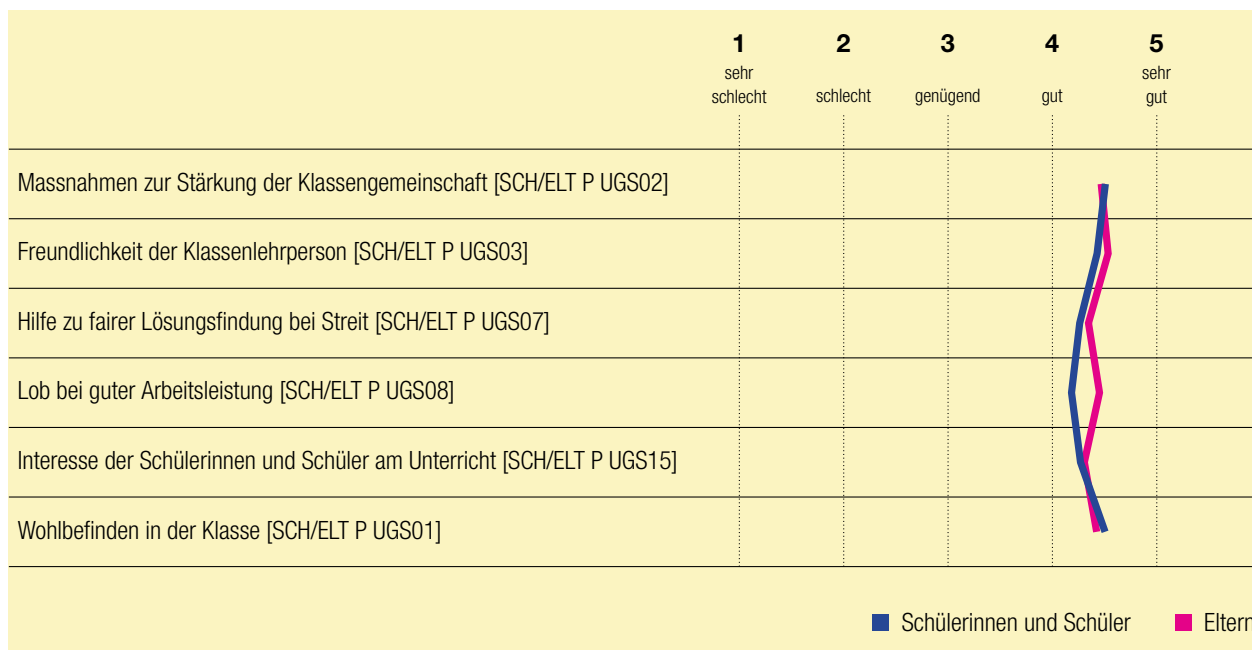 1 2 3 4 5
sehr schlecht schlecht genügend gut sehr gut
Massnahmen zur Stärkung der Klassengemeinschaft [SCH/ELT P UGS02]
Freundlichkeit der Klassenlehrperson [SCH/ELT P UGS03]
Hilfe zu fairer Lösungsfindung bei Streit [SCH/ELT P UGS07]
Lob bei guter Arbeitsleistung [SCH/ELT P UGS08]
Interesse der Schülerinnen und Schüler am Unterricht [SCH/ELT P UGS15]
Wohlbefinden in der Klasse [SCH/ELT P UGS01]
Schülerinnen und Schüler Eltern